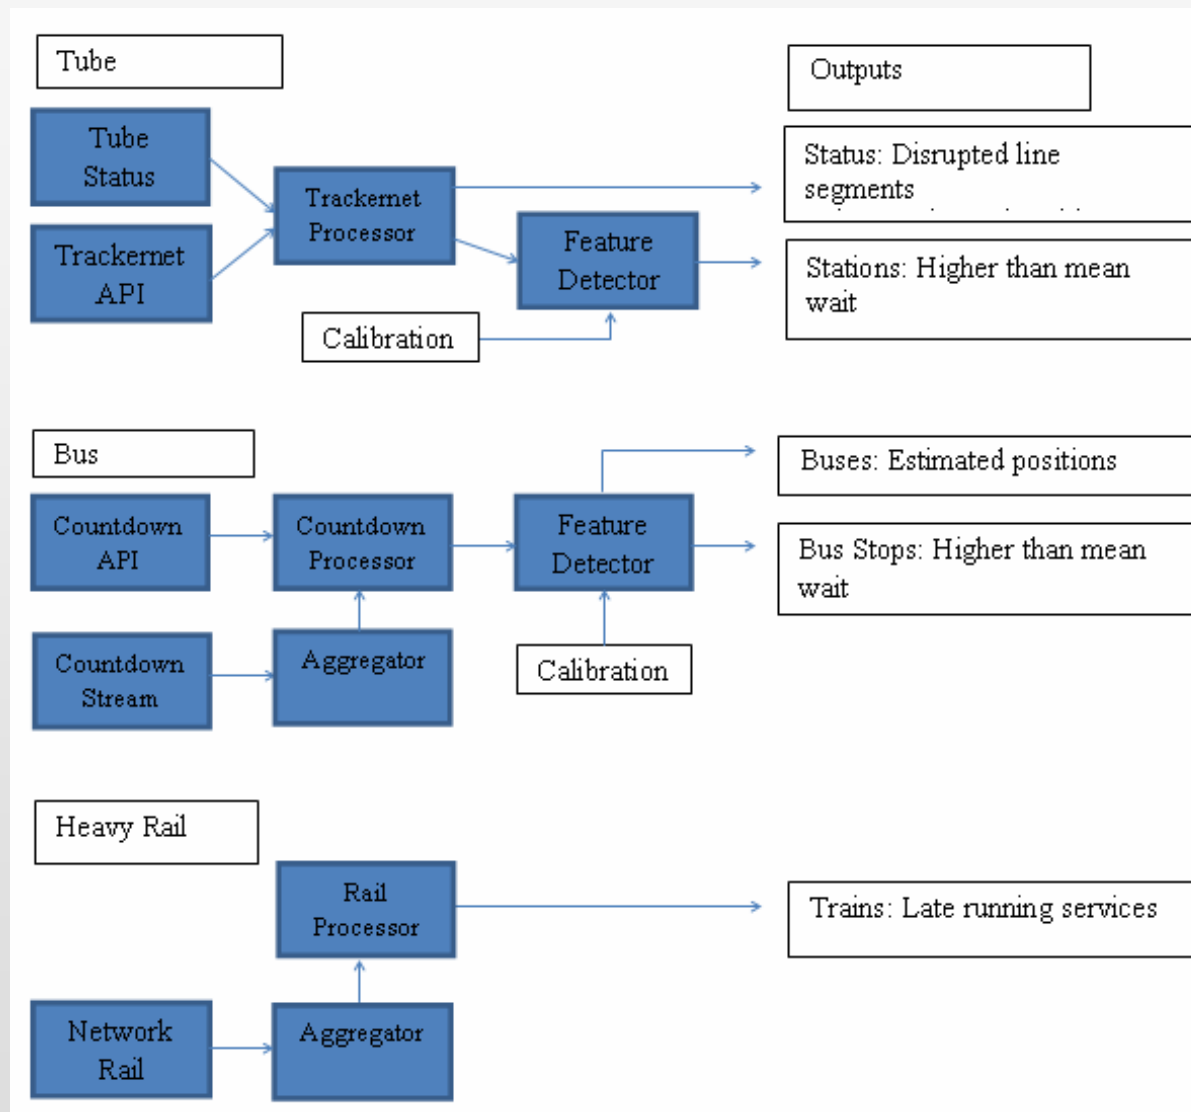 Tube
Outputs
Tube
Status
Trackernet
API
Trackernet
Processor
Feature
Detector
Calibration
Status: Disrupted line
segments
Stations: Higher than mean
wait
Bus
Countdown
API
Countdown
Processor
Feature
Detector
Countdown
Stream
Aggregator
Calibration
Buses: Estimated positions
Bus Stops: Higher than mean
wait
Heavy Rail
Rail
Processor
Network
Rail
Aggregator
Trains: Late running services